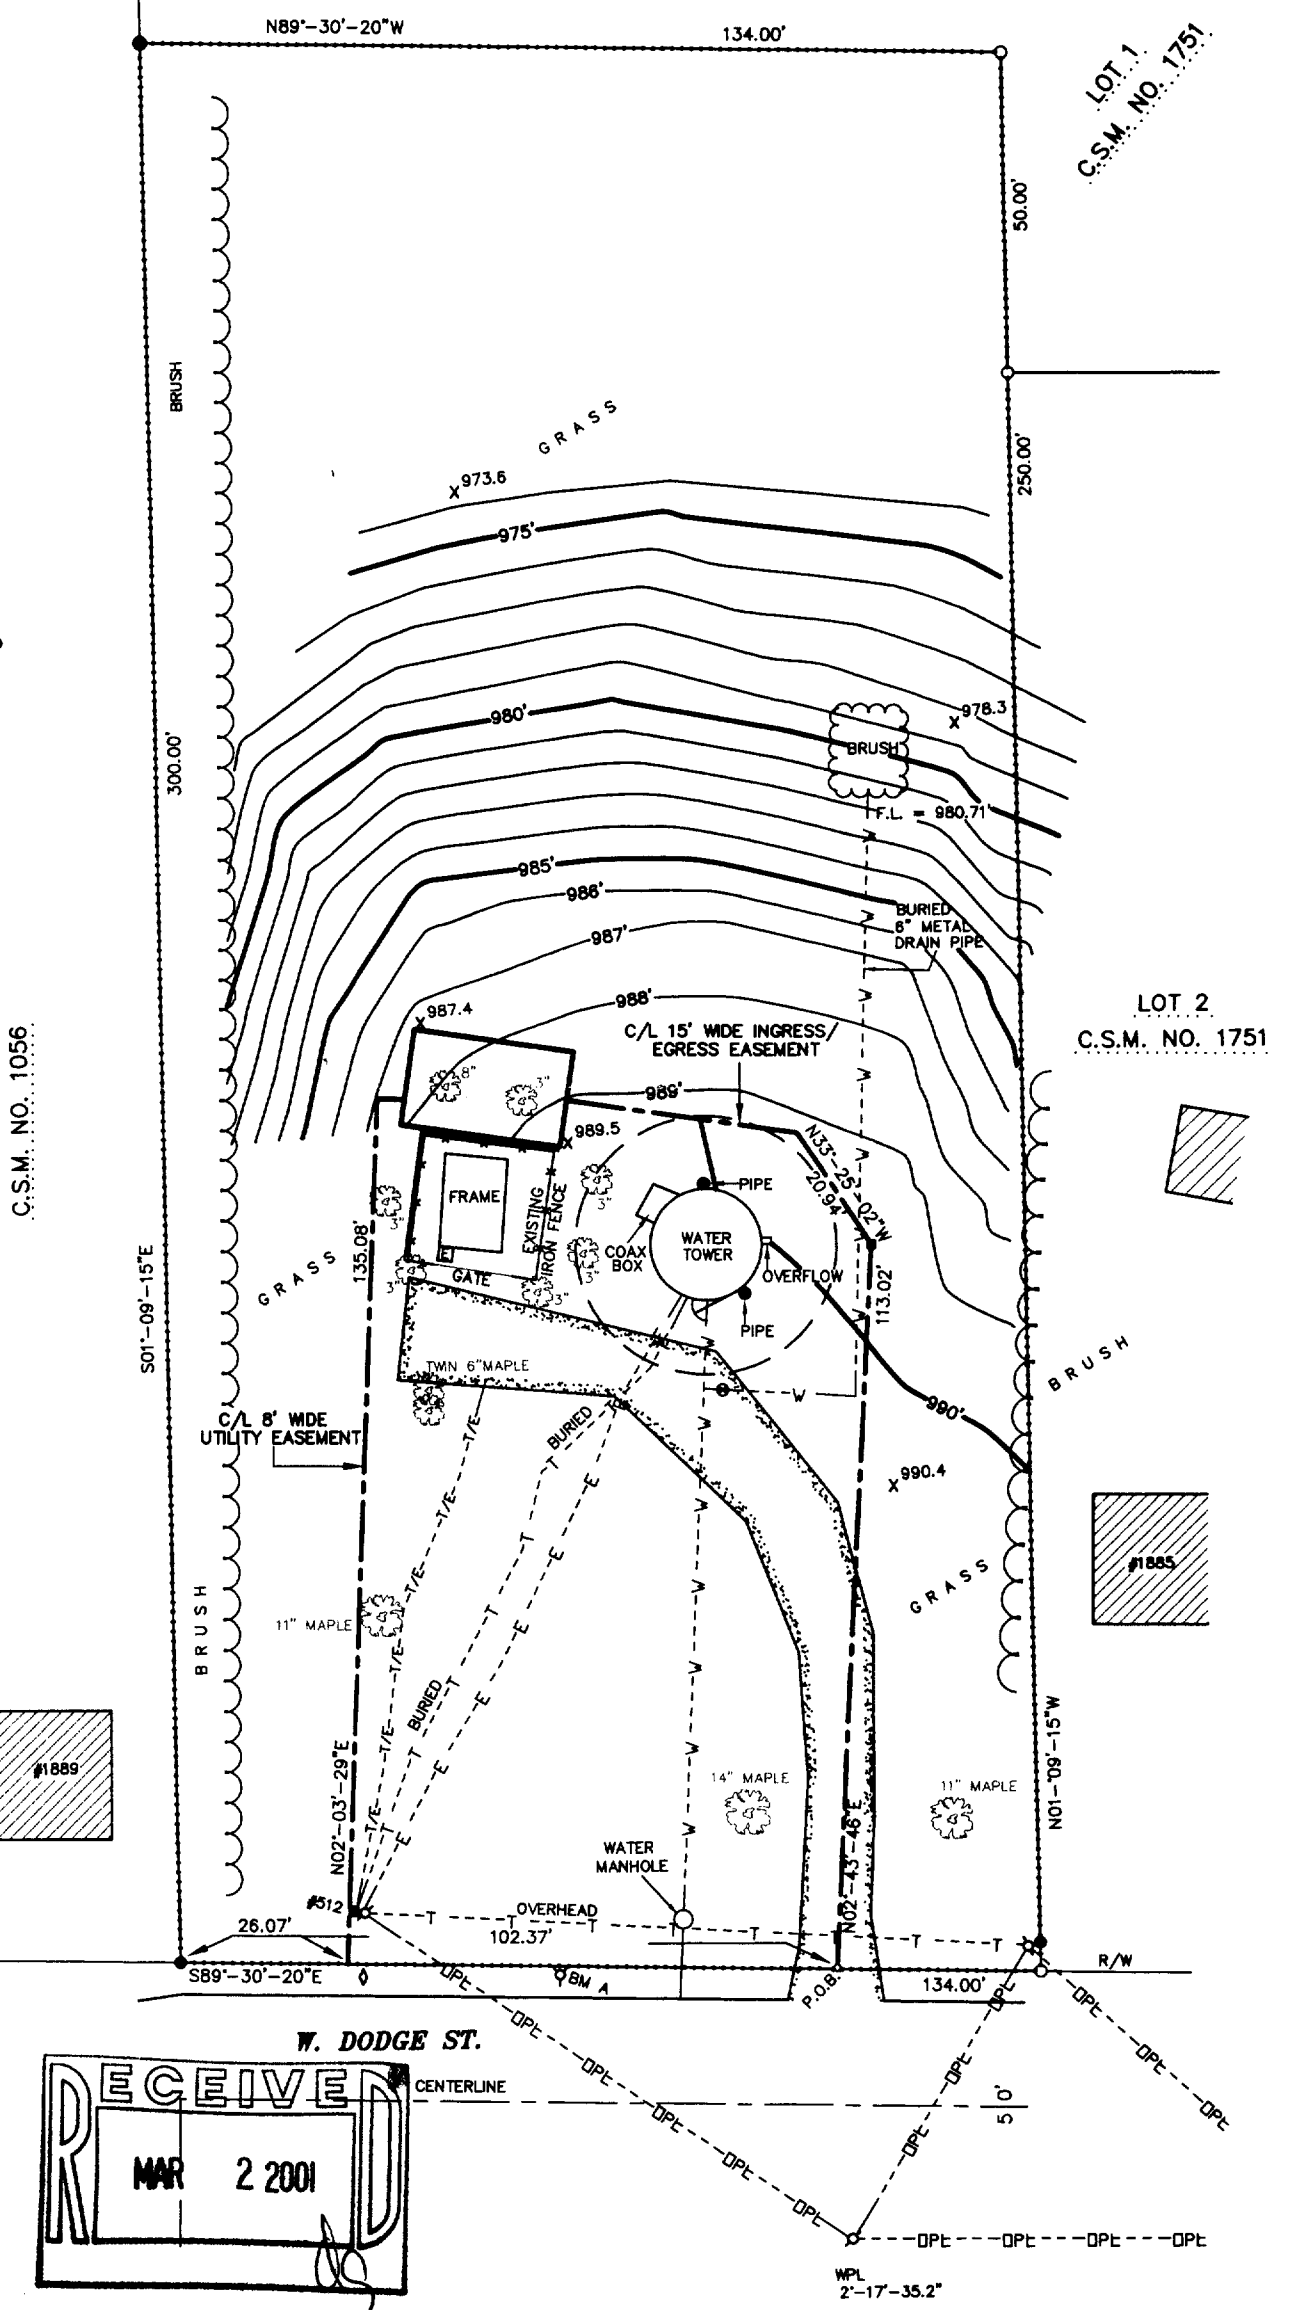 N89°-30'-20"W
134.00'
LOT 1
C.S.M. NO. 1751
50.00'
BRUSH
GRASS
250.00'
973.6
975'
978.3
980'
BRUSH
300.00'
F.L. = 980.71'
985'
986'
BURIED
6" METAL
DRAIN PIPE
987'
988'
987.4
C/L 15' WIDE INGRESS/
EGRESS EASEMENT
LOT 2
C.S.M. NO. 1751
C.S.M. NO. 1056
8"
3"
989'
989.5
N33°-25'-02"W
20.94'
FRAME
EXISTING
IRON FENCE
3"
3"
PIPE
COAX
BOX
WATER
TOWER
3"
OVERFLOW
E
GATE
3"
3"
135.08'
GRASS
113.02'
PIPE
S01°-09'-15"E
TWIN 6"MAPLE
BRUSH
990'
C/L 8' WIDE
UTILITY EASEMENT
BURIED
W
T/E
T
E
990.4
GRASS
#1885
11" MAPLE
BRUSH
BURIED
N01°-09'-15"W
#1889
N02°-03'-29"E
14" MAPLE
11" MAPLE
WATER
MANHOLE
N02°-43'-46"E
#512
OVERHEAD
26.07'
102.37'
R/W
S89°-30'-20"E
BM A
P.O.B.
134.00'
OPL
W. DODGE ST.
RECEIVED
CENTERLINE
50'
MAR 2 2001
OPL
WPL
2'-17'-35.2"